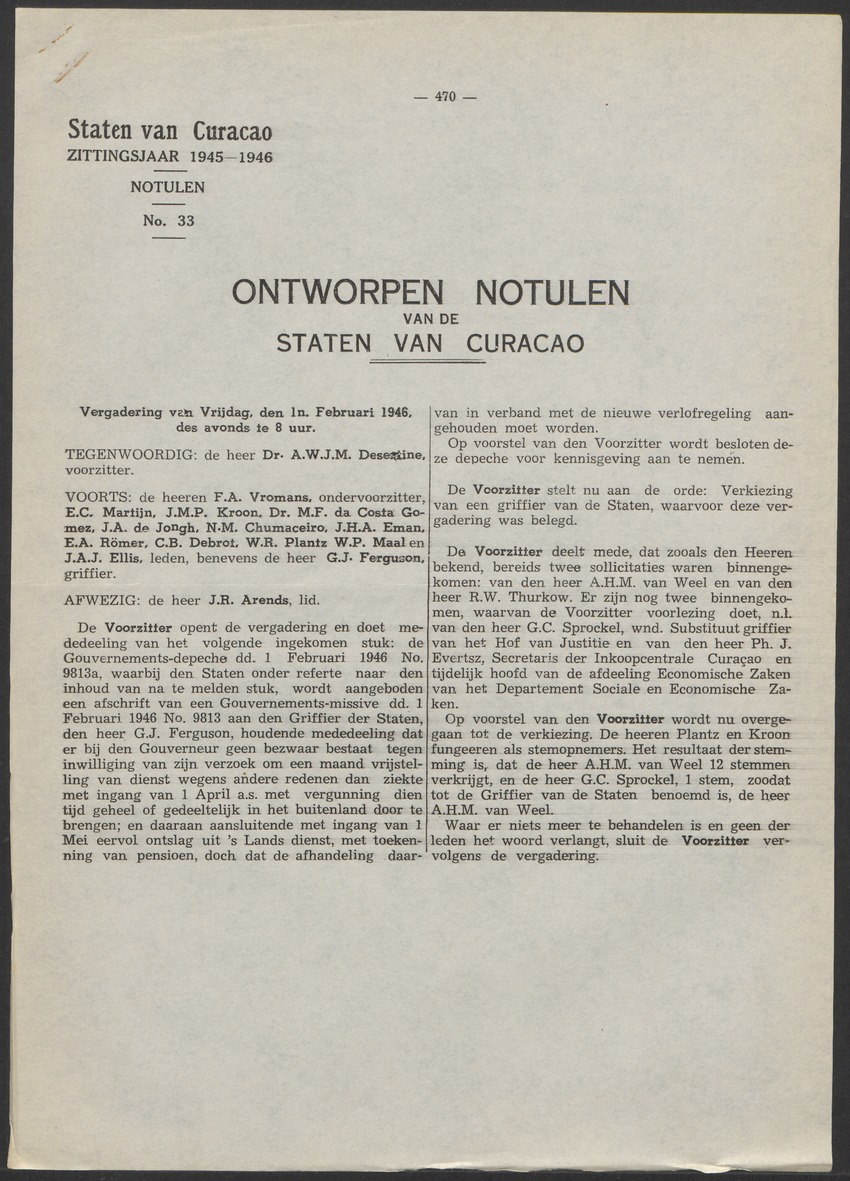 — 470 —
Staten van Curacao
ZITTINGSJAAR 1945—1946
NOTULEN
No. 33
ONTWORPEN NOTULEN
VAN DE
STATEN VAN CURACAO
Vergadering van Vrijdag, den 1n. Februari 1946,
des avonds te 8 uur.
TEGENWOORDIG: de heer Dr. A.W.J.M.
voorzitter.
VOORTS: de heeren F.A. Vromans, ondervoorzitter,
E.C. Martijn, J.M.P. Kroon, Dr. M.F. da Costa Go-
mez, J.A. de Jongh, N.M. Chumaceiro, J.H.A. Eman,
E.A. Römer, C.B. Debrot, W.R. Plantz W.P. Maal en
J.A.J. Ellis, leden, benevens de heer G.J. Ferguson,
griffier.
AFWEZIG: de heer J.R. Arends, lid.
De Voorzitter opent de vergadering en doet me-
dedeeling van het volgende ingekomen stuk: de
Gouvernements-depeche dd. 1 Februari 1946 No.
9813a, waarbij den Staten onder referte naar den
inhoud van na te melden stuk, wordt aangeboden
een afschrift van een Gouvernements-missive dd. 1
Februari 1946 No. 9813 aan den Griffier der Staten,
den heer G.J. Ferguson, houdende mededeeling dat
er bij den Gouverneur geen bezwaar bestaat tegen
inwilliging van zijn verzoek om een maand vrijstel-
ling van dienst wegens andere redenen dan ziekte
met ingang van 1 April a.s. met vergunning dien
tijd geheel of gedeeltelijk in het buitenland door te
brengen; en daaraan aansluitende met ingang van 1
Mei eervol ontslag uit 's Lands dienst, met toeken-
ning van pensioen, doch dat de afhandeling daar-
van in verband met de nieuwe verlofregeling aan-
gehouden moet worden.
Op voorstel van den Voorzitter wordt besloten de-
ze depeche voor kennisgeving aan te nemen.
De Voorzitter stelt nu aan de orde: Verkiezing
van een griffier van de Staten, waarvoor deze ver-
gadering was belegd.
De Voorzitter deelt mede, dat zooals den Heeren
bekend, bereids twee sollicitaties waren binnenge-
komen: van den heer A.H.M. van Weel en van den
heer R.W. Thurkow. Er zijn nog twee binnengeko-
men, waarvan de Voorzitter voorlezing doet, n.l.
van den heer G.C. Sprockel, wnd. Substituut griffier
van het Hof van Justitie en van den heer Ph. J.
Evertsz, Secretaris der Inkoopcentrale Curaçao en
tijdelijk hoofd van de afdeeling Economische Zaken
van het Departement Sociale en Economische Za-
ken.
Op voorstel van den Voorzitter wordt nu overge-
gaan tot de verkiezing. De heeren Plantz en Kroon
fungeeren als stemopnemers. Het resultaat der stem-
ming is, dat de heer A.H.M. van Weel 12 stemmen
verkrijgt, en de heer G.C. Sprockel, 1 stem, zoodat
tot de Griffier van de Staten benoemd is, de heer
A.H.M. van Weel.
Waar er niets meer te behandelen is en geen der
leden het woord verlangt, sluit de Voorzitter ver-
volgens de vergadering.